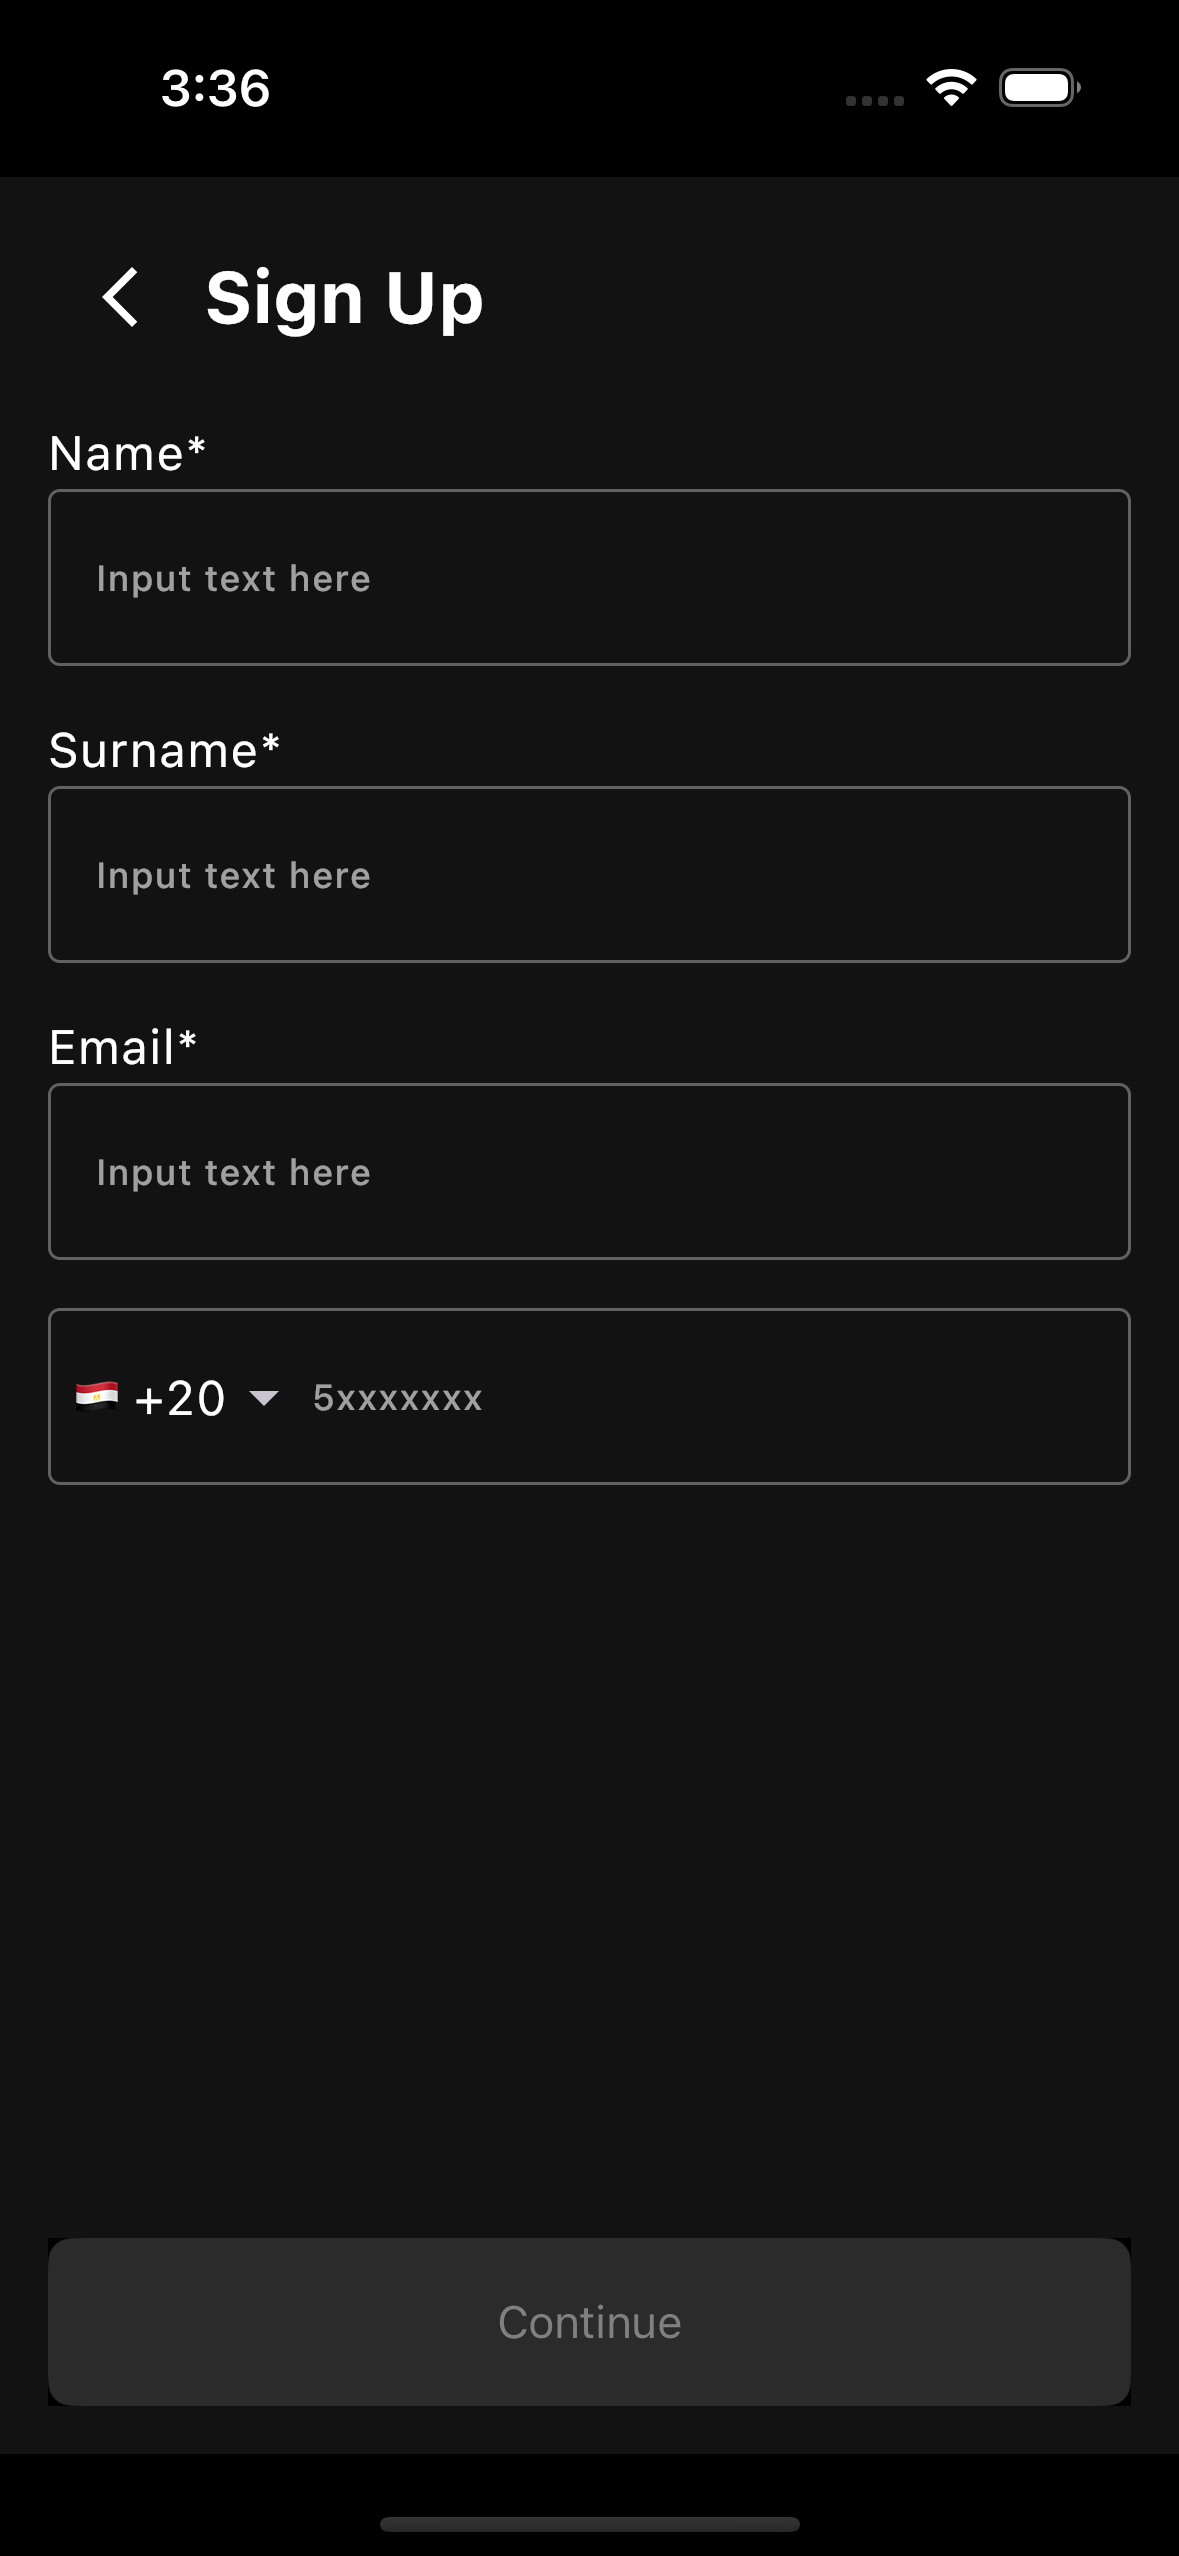 3:36
Sign Up
Name*
Input text here
Surname*
Input text here
Email*
Input text here
+20 5xxxxxxx
Continue